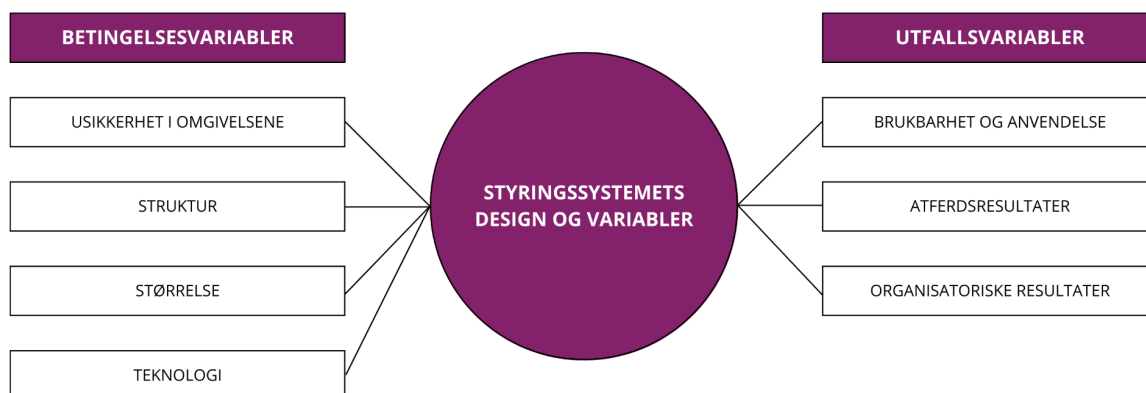 BETINGELSESVARIABLER
USIKKERHET I OMGIVELSENE
STRUKTUR
STØRRELSE
TEKNOLOGI
STYRINGSSYSTEMETS
DESIGN OG VARIABLER
UTFALLSVARIABLER
BRUKBARHET OG ANVENDELSE
ATFERDSRESULTATER
ORGANISATORISKE RESULTATER